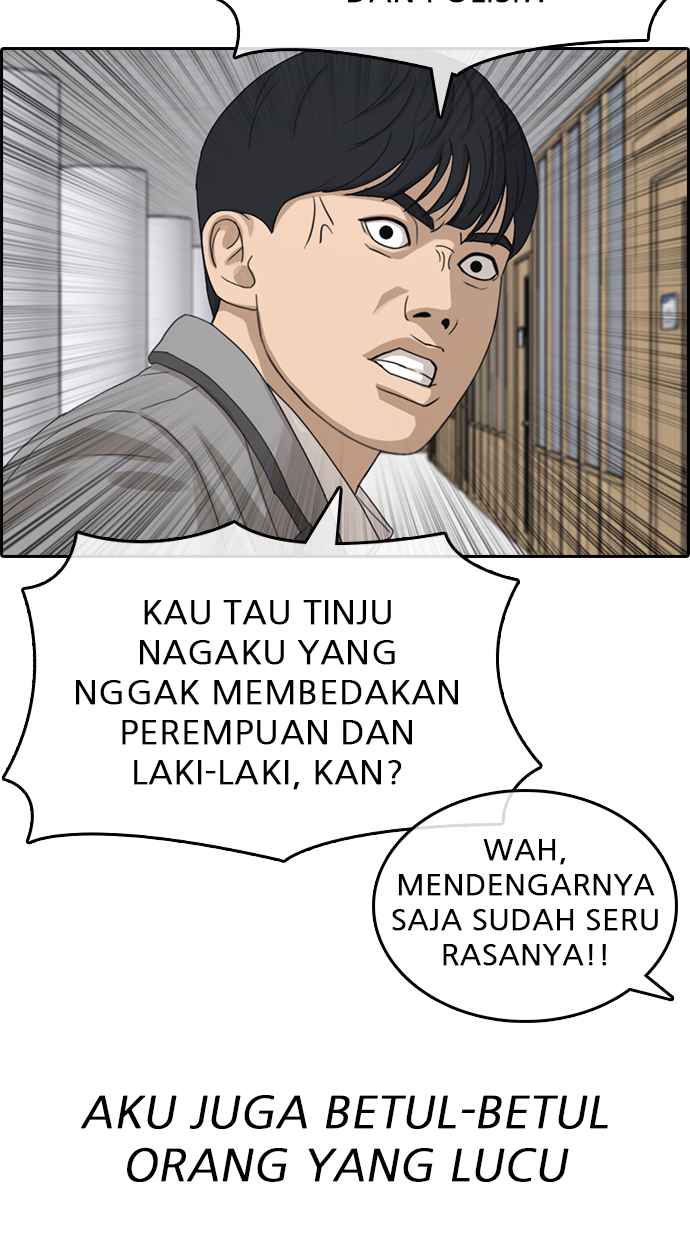 KAU TAU TINJU
NAGAKU YANG
NGGAK MEMBEDAKAN
PEREMPUAN DAN
LAKI-LAKI, KAN?
WAH,
MENDENGARNYA
SAJA SUDAH SERU
RASANYA!!
AKU JUGA BETUL-BETUL
ORANG YANG LUCU